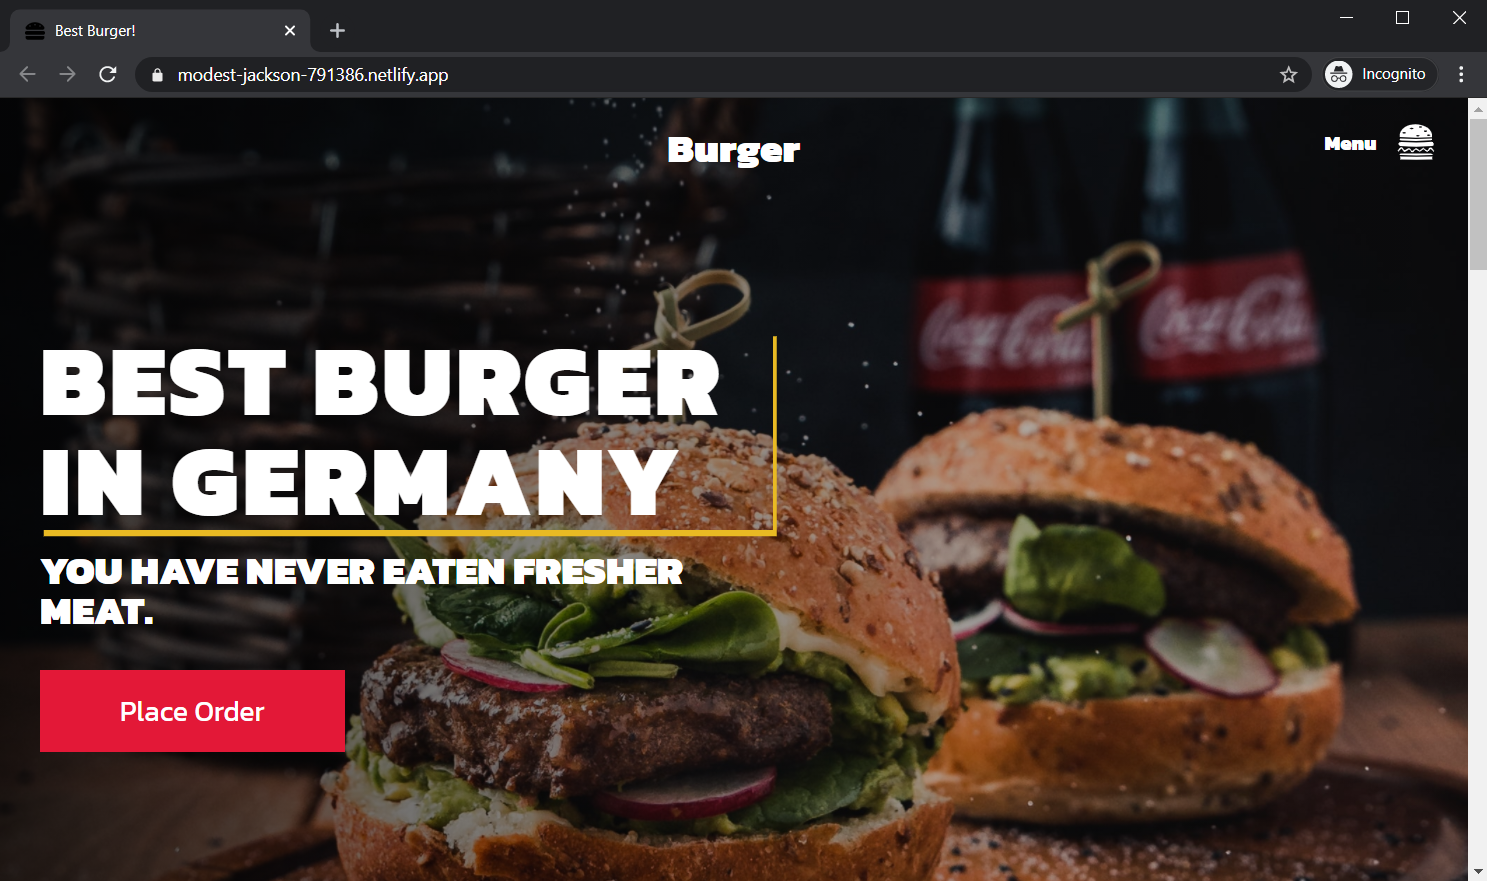 Best Burger!
modest-jackson-791386.netlify.app
Incognito
Burger
Menu
Coca-Cola
Coca-Cola
BEST BURGER
IN GERMANY
YOU HAVE NEVER EATEN FRESHER
MEAT.
Place Order